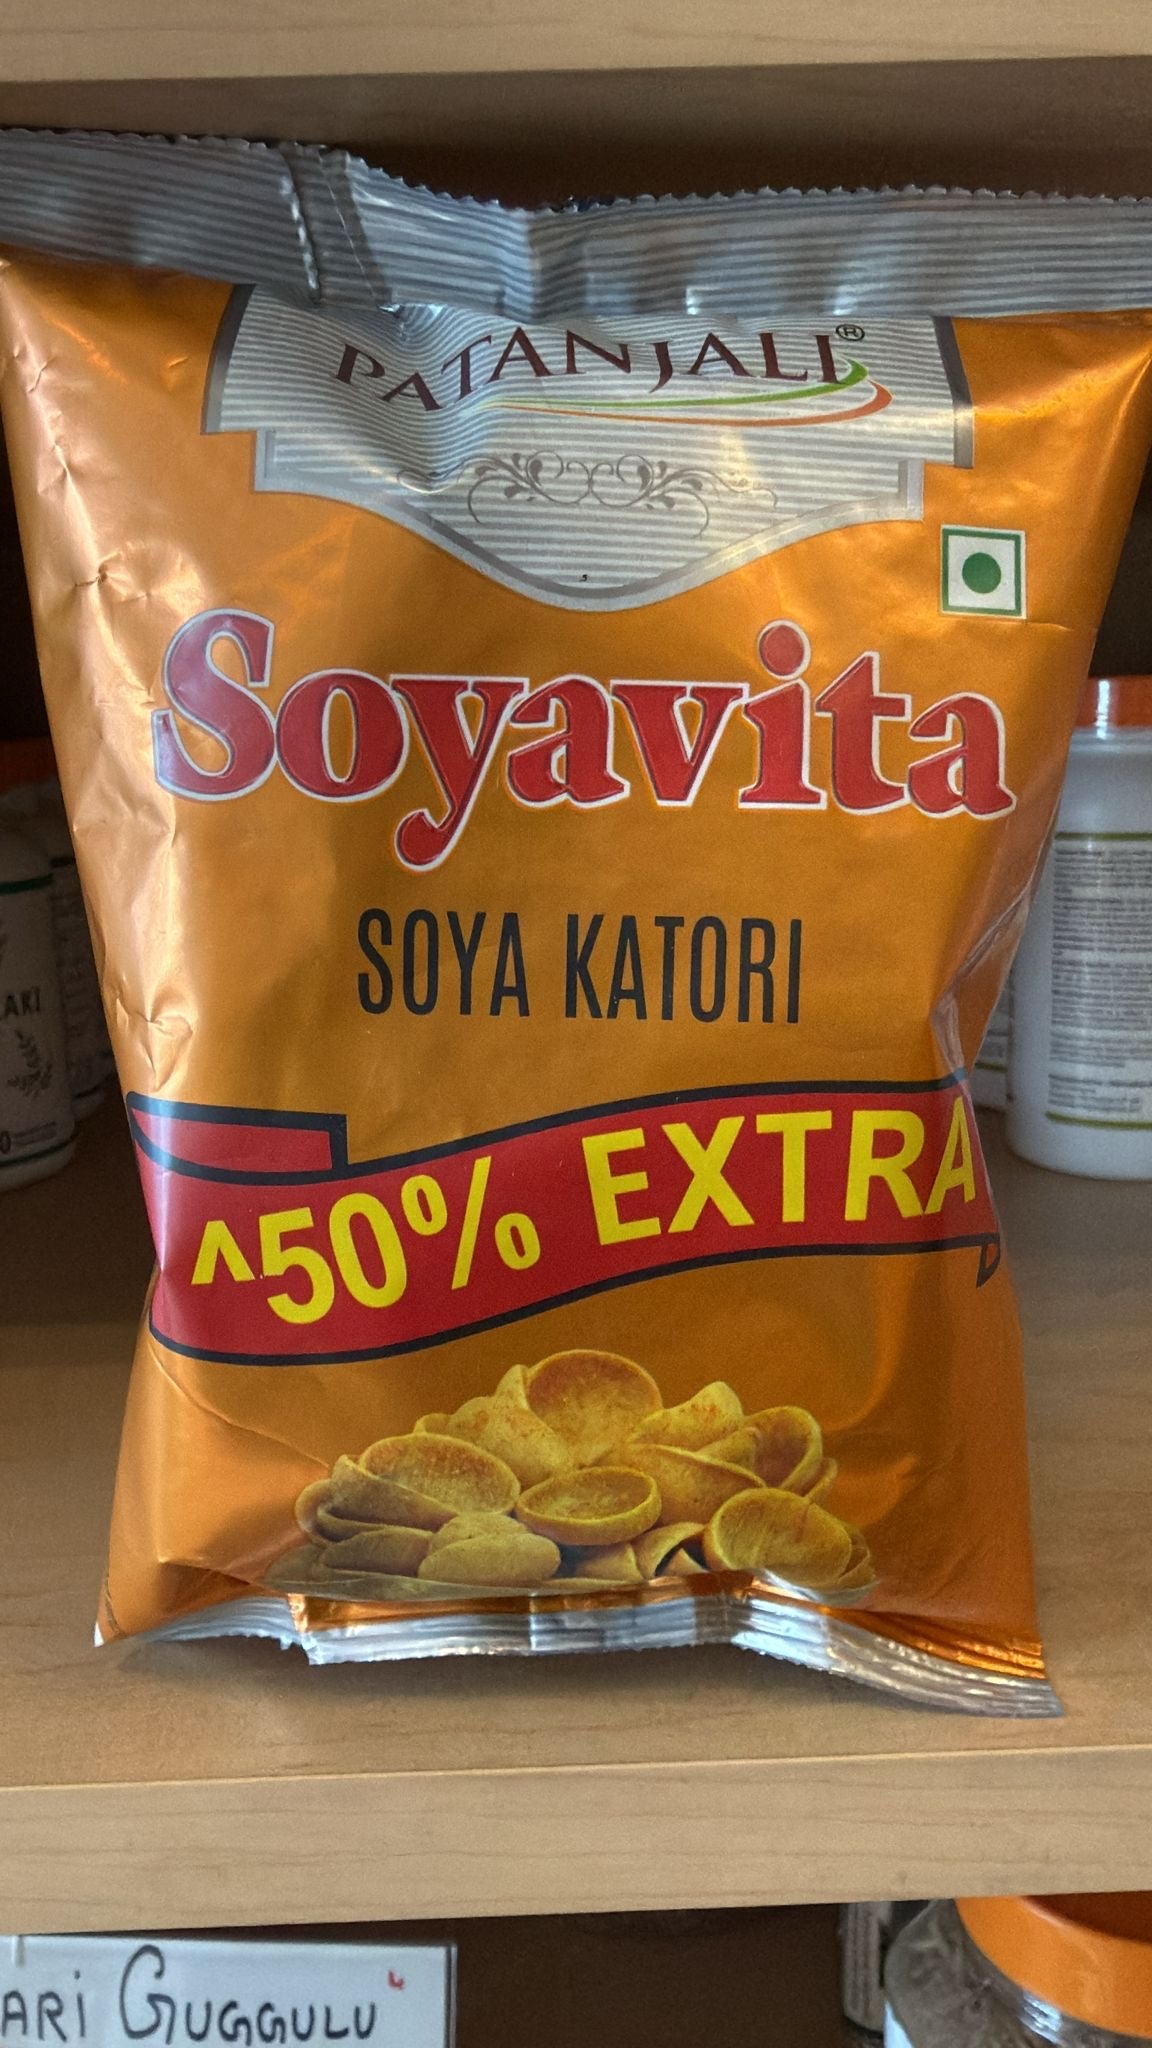 PATANJALI®
Soyavita
SOYA KATORI
^50% EXTRA
ARI GUGGULU